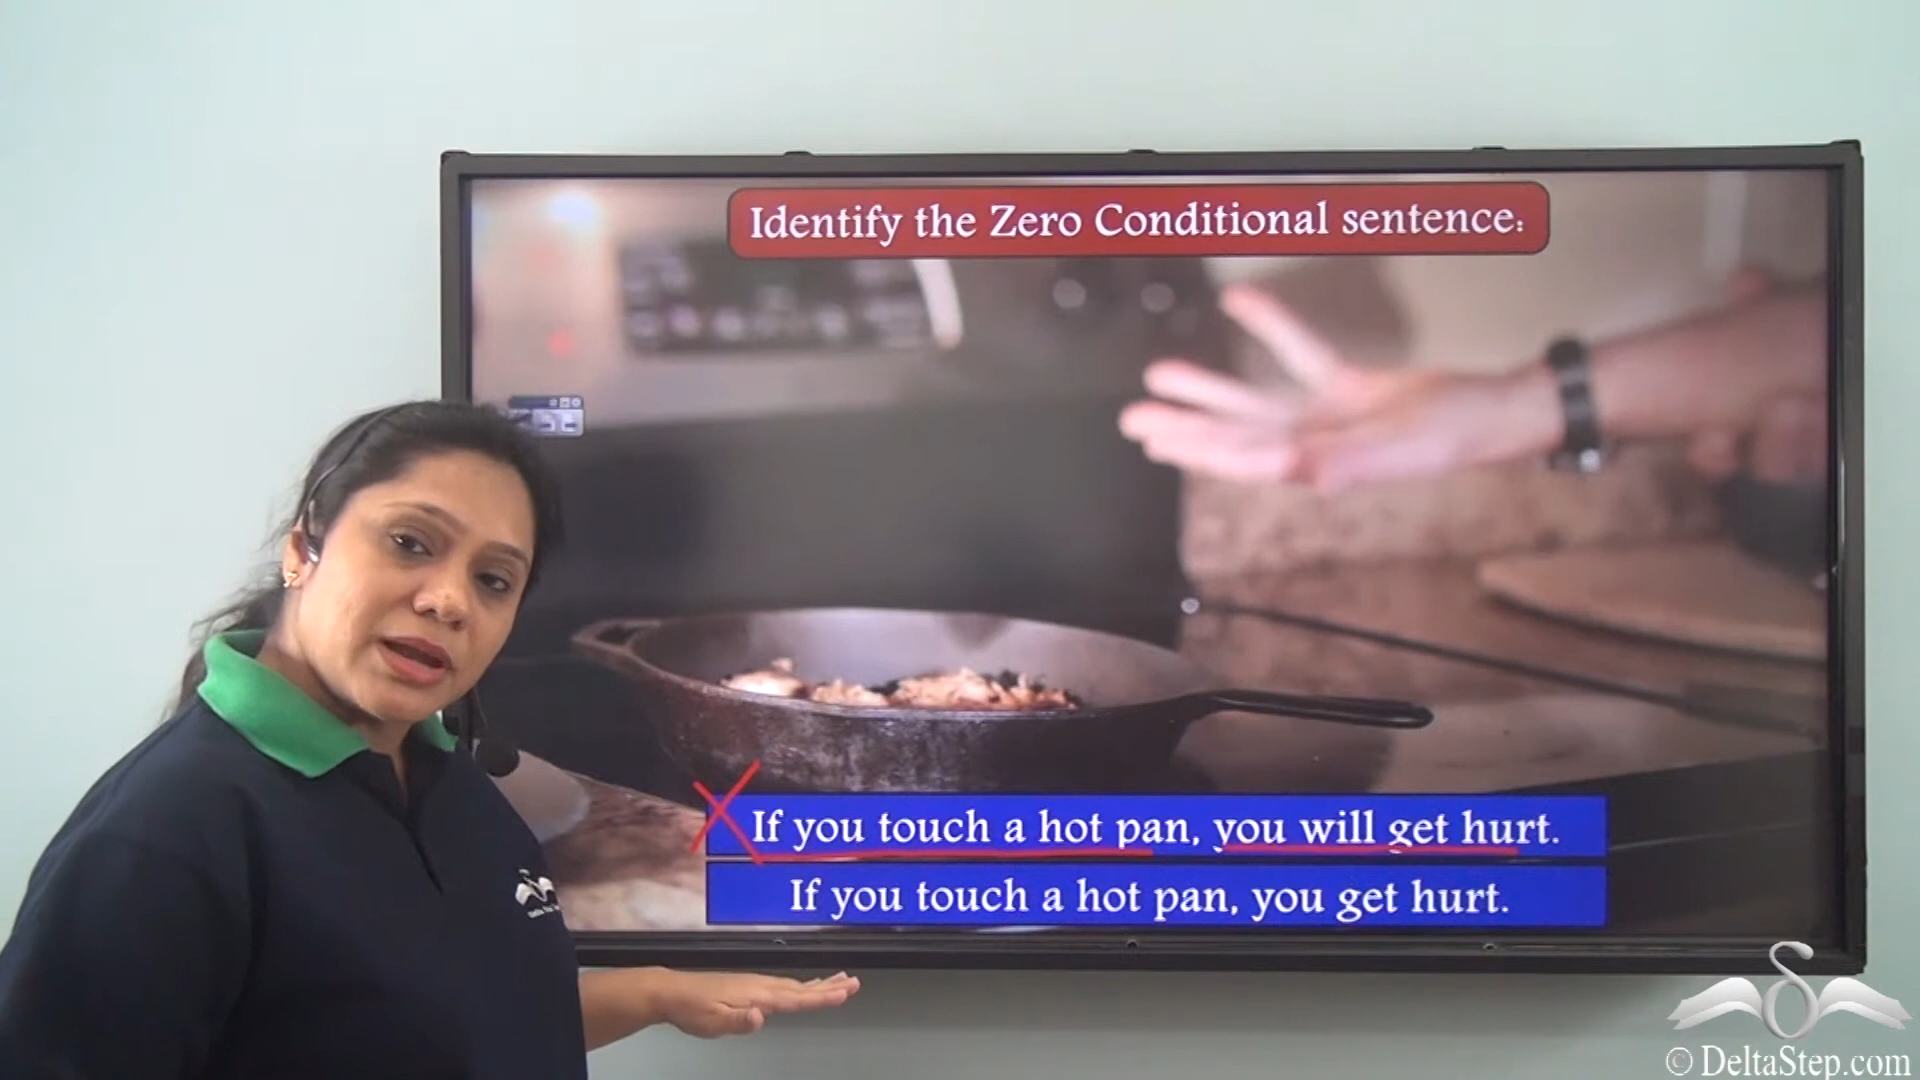 Identify the Zero Conditional sentence:
If you touch a hot pan, you will get hurt.
If you touch a hot pan, you get hurt.
© DeltaStep.com